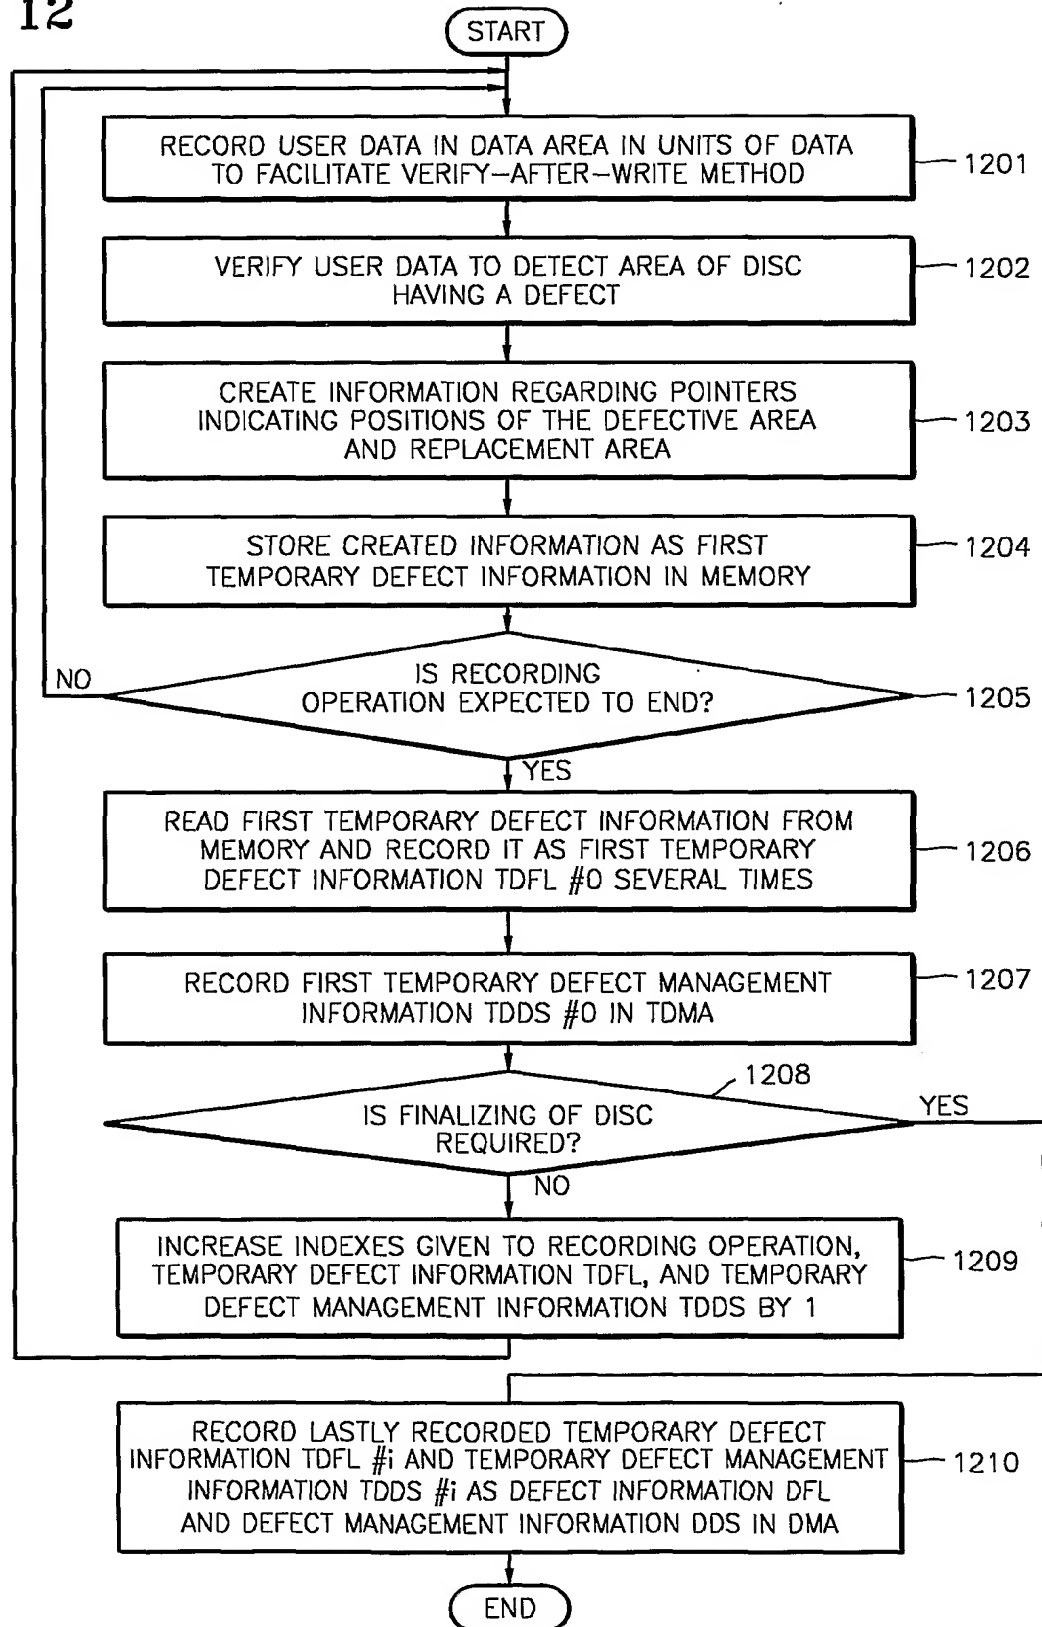 12
START
RECORD USER DATA IN DATA AREA IN UNITS OF DATA
TO FACILITATE VERIFY-AFTER-WRITE METHOD
1201
VERIFY USER DATA TO DETECT AREA OF DISC
HAVING A DEFECT
1202
CREATE INFORMATION REGARDING POINTERS
INDICATING POSITIONS OF THE DEFECTIVE AREA
AND REPLACEMENT AREA
1203
STORE CREATED INFORMATION AS FIRST
TEMPORARY DEFECT INFORMATION IN MEMORY
1204
IS RECORDING
OPERATION EXPECTED TO END?
1205
NO
YES
READ FIRST TEMPORARY DEFECT INFORMATION FROM
MEMORY AND RECORD IT AS FIRST TEMPORARY
DEFECT INFORMATION TDFL #0 SEVERAL TIMES
1206
RECORD FIRST TEMPORARY DEFECT MANAGEMENT
INFORMATION TDDS #0 IN TDMA
1207
1208
IS FINALIZING OF DISC
REQUIRED?
YES
NO
INCREASE INDEXES GIVEN TO RECORDING OPERATION,
TEMPORARY DEFECT INFORMATION TDFL, AND TEMPORARY
DEFECT MANAGEMENT INFORMATION TDDS BY 1
1209
RECORD LASTLY RECORDED TEMPORARY DEFECT
INFORMATION TDFL #i AND TEMPORARY DEFECT MANAGEMENT
INFORMATION TDDS #i AS DEFECT INFORMATION DFL
AND DEFECT MANAGEMENT INFORMATION DDS IN DMA
1210
END